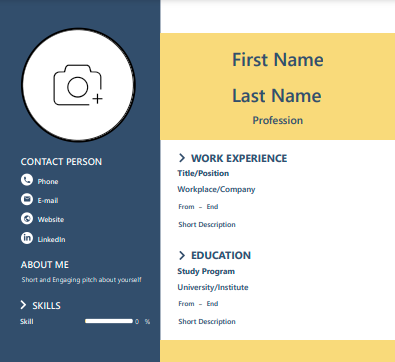 First Name
Last Name
Profession
CONTACT PERSON
Phone
E-mail
Website
LinkedIn
ABOUT ME
Short and Engaging pitch about yourself
SKILLS
Skill 0 %
WORK EXPERIENCE
Title/Position
Workplace/Company
From – End
Short Description
EDUCATION
Study Program
University/Institute
From – End
Short Description